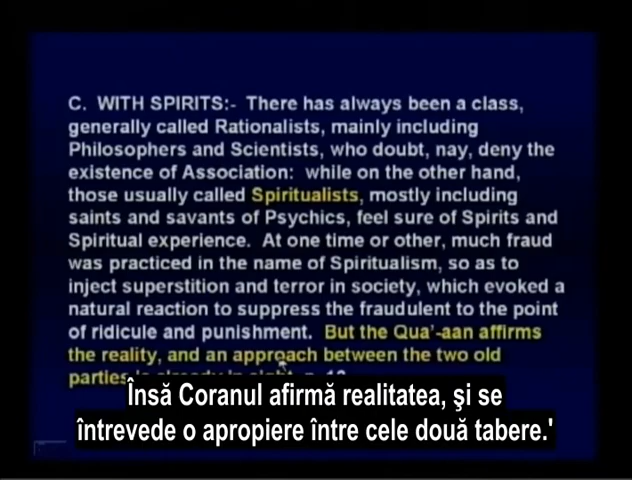 C. WITH SPIRITS:- There has always been a class,
generally called Rationalists, mainly including
Philosophers and Scientists, who doubt, nay, deny the
existence of Association: while on the other hand,
those usually called Spiritualists, mostly including
saints and savants of Psychics, feel sure of Spirits and
Spiritual experience. At one time or other, much fraud
was practiced in the name of Spiritualism, so as to
inject superstition and terror in society, which evoked a
natural reaction to suppress the fraudulent to the point
of ridicule and punishment. But the Qua'-aan affirms
the reality, and an approach between the two old
parties
Însă Coranul afirmă realitatea, şi se
întrevede o apropiere între cele două tabere.'